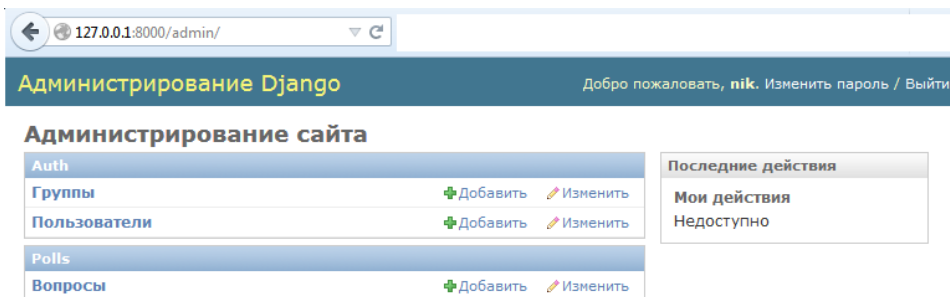 127.0.0.1:8000/admin/
Администрирование Django
Добро пожаловать, nik. Изменить пароль / Выйти
Администрирование сайта
Auth
Группы Добавить Изменить
Пользователи Добавить Изменить
Polls
Вопросы Добавить Изменить
Последние действия
Мои действия
Недоступно